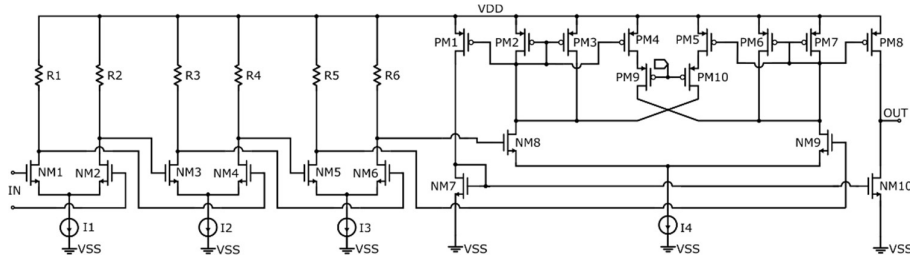 VDD
R1 R2 R3 R4 R5 R6 PM1 PM2 PM3 PM4 PM5 PM6 PM7 PM8
PM9 PM10
OUT
NM8 NM9
NM1 NM2 NM3 NM4 NM5 NM6 NM7 NM10
IN
I1 I2 I3 I4
VSS VSS VSS VSS VSS VSS